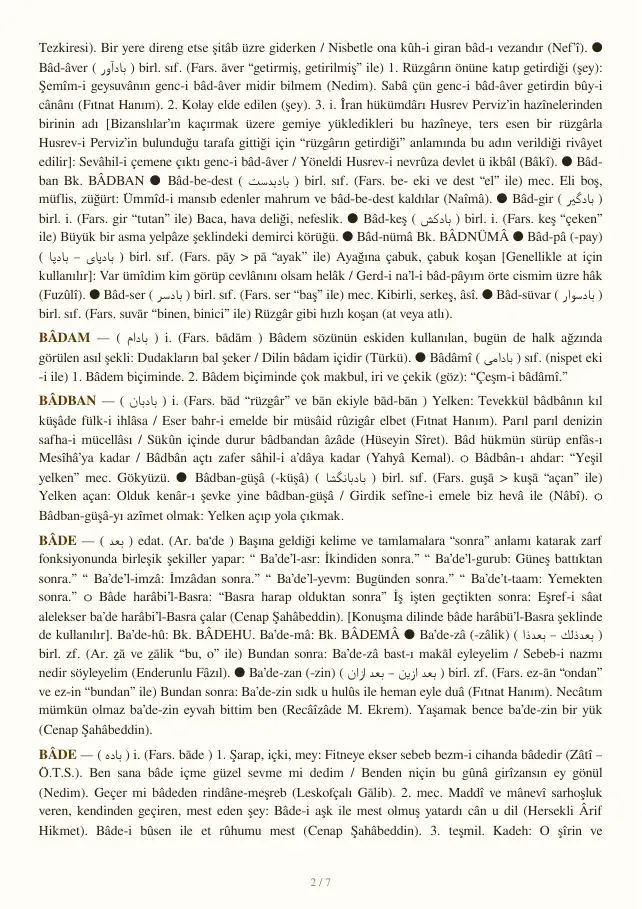 Tezkiresi). Bir yere direng etse şitâb üzre giderken / Nisbetle ona kûh-i giran bâd-ı vezandır (Nef’î). ●
Bâd-âver ( بادآور ) birl. sıf. (Fars. āver “getirmiş, getirilmiş” ile) 1. Rüzgârın önüne katıp getirdiği (şey):
Şemîm-i geysuvânın genc-i bâd-âver midir bilmem (Nedim). Sabâ çün genc-i bâd-âver getirdin bûy-i
cânânı (Fıtnat Hanım). 2. Kolay elde edilen (şey). 3. i. Îran hükümdârı Husrev Perviz’in hazînelerinden
birinin adı [Bizanslılar’ın kaçırmak üzere gemiye yükledikleri bu hazîneye, ters esen bir rüzgârla
Husrev-i Perviz’in bulunduğu tarafa gittiği için “rüzgârın getirdiği” anlamında bu adın verildiği rivâyet
edilir]: Sevâhil-i çemene çıktı genc-i bâd-âver / Yöneldi Husrev-i nevrûza devlet ü ikbâl (Bâkî). ● Bâd-
ban Bk. BÂDBAN ● Bâd-be-dest ( بادبدست ) birl. sıf. (Fars. be- eki ve dest “el” ile) mec. Eli boş,
müflis, züğürt: Ümmîd-i mansıb edenler mahrum ve bâd-be-dest kaldılar (Naîmâ). ● Bâd-gir ( بادگیر )
birl. i. (Fars. gir “tutan” ile) Baca, hava deliği, nefeslik. ● Bâd-keş ( بادكش ) birl. i. (Fars. keş “çeken”
ile) Büyük bir asma yelpâze şeklindeki demirci körüğü. ● Bâd-nümâ Bk. BÂDNÜMÂ ● Bâd-pâ (-pay)
( بادپا – بادپای ) birl. sıf. (Fars. pāy > pā “ayak” ile) Ayağına çabuk, çabuk koşan [Genellikle at için
kullanılır]: Var ümîdim kim görüp cevlânını olsam helâk / Gerd-i na’l-i bâd-pâyım örte cismim üzre hâk
(Fuzûlî). ● Bâd-ser ( بادسر ) birl. sıf. (Fars. ser “baş” ile) mec. Kibirli, serkeş, âsî. ● Bâd-süvar ( بادسوار )
birl. sıf. (Fars. suvār “binen, binici” ile) Rüzgâr gibi hızlı koşan (at veya atlı).
BÂDAM — ( بادام ) i. (Fars. bādām ) Bâdem sözünün eskiden kullanılan, bugün de halk ağzında
görülen asıl şekli: Dudakların bal şeker / Dilin bâdam içidir (Türkü). ● Bâdâmî ( بادامی ) sıf. (nispet eki
-i ile) 1. Bâdem biçiminde. 2. Bâdem biçiminde çok makbul, iri ve çekik (göz): “Çeşm-i bâdâmî.”
BÂDBAN — ( بادبان ) i. (Fars. bād “rüzgâr” ve bān ekiyle bād-bān ) Yelken: Tevekkül bâdbânın kıl
küşâde fülk-i ihlâsa / Eser bahr-i emelde bir müsâid rûzigâr elbet (Fıtnat Hanım). Parıl parıl denizin
safha-i mücellâsı / Sükûn içinde durur bâdbandan âzâde (Hüseyin Sîret). Bâd hükmün sürüp enfâs-ı
Mesîhâ’ya kadar / Bâdbân açtı zafer sâhil-i a’dâya kadar (Yahyâ Kemal). ○ Bâdbân-ı ahdar: “Yeşil
yelken” mec. Gökyüzü. ● Bâdban-güşâ (-küşâ) ( بادبانگشا ) birl. sıf. (Fars. guşā > kuşā “açan” ile)
Yelken açan: Olduk kenâr-ı şevke yine bâdban-güşâ / Girdik sefîne-i emele biz hevâ ile (Nâbî). ○
Bâdban-güşâ-yı azîmet olmak: Yelken açıp yola çıkmak.
BÂDE — ( بعد ) edat. (Ar. ba‘de ) Başına geldiği kelime ve tamlamalara “sonra” anlamı katarak zarf
fonksiyonunda birleşik şekiller yapar: “ Ba’de’l-asr: İkindiden sonra.” “ Ba’de’l-gurub: Güneş battıktan
sonra.” “ Ba’de’l-imzâ: İmzâdan sonra.” “ Ba’de’l-yevm: Bugünden sonra.” “ Ba’de’t-taam: Yemekten
sonra.” ○ Bâde harâbi’l-Basra: “Basra harap olduktan sonra” İş işten geçtikten sonra: Eşref-i sâat
alelekser ba’de harâbi’l-Basra çalar (Cenap Şahâbeddin). [Konuşma dilinde bâde harâbü’l-Basra şeklinde
de kullanılır]. Ba’de-hû: Bk. BÂDEHU. Ba’de-mâ: Bk. BÂDEMÂ ● Ba’de-zâ (-zâlik) ( بعدذا – بعدذلك )
birl. zf. (Ar. ẕā ve ẕālik “bu, o” ile) Bundan sonra: Ba’de-zâ bast-ı makāl eyleyelim / Sebeb-i nazmı
nedir söyleyelim (Enderunlu Fâzıl). ● Ba’de-zan (-zin) ( بعد ازان – بعد ازین ) birl. zf. (Fars. ez-ān “ondan”
ve ez-in “bundan” ile) Bundan sonra: Ba’de-zin sıdk u hulûs ile heman eyle duâ (Fıtnat Hanım). Necâtım
mümkün olmaz ba’de-zin eyvah bittim ben (Recâîzâde M. Ekrem). Yaşamak bence ba’de-zin bir yük
(Cenap Şahâbeddin).
BÂDE — ( باده ) i. (Fars. bāde ) 1. Şarap, içki, mey: Fitneye ekser sebeb bezm-i cihanda bâdedir (Zâtî –
Ö.T.S.). Ben sana bâde içme güzel sevme mi dedim / Benden niçin bu gûnâ girîzansın ey gönül
(Nedim). Geçer mi bâdeden rindâne-meşreb (Leskofçalı Gālib). 2. mec. Maddî ve mânevî sarhoşluk
veren, kendinden geçiren, mest eden şey: Bâde-i aşk ile mest olmuş yatardı cân u dil (Hersekli Ârif
Hikmet). Bâde-i bûsen ile et rûhumu mest (Cenap Şahâbeddin). 3. teşmil. Kadeh: O şîrin ve
2 / 7